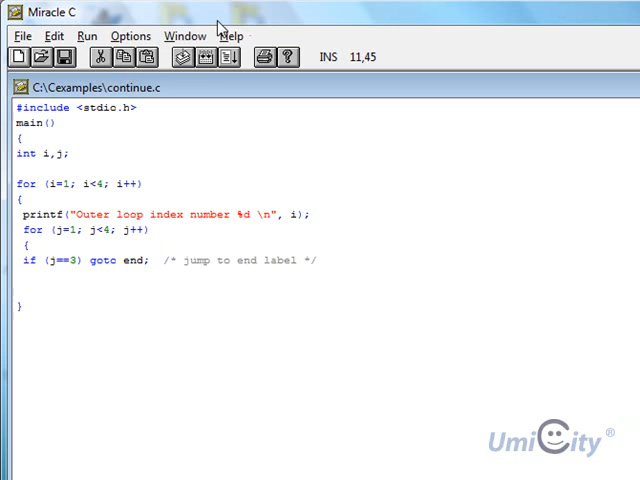 Miracle C
File Edit Run Options Window Help
INS 11,45
C:\Cexamples\continue.c
#include <stdio.h>
main()
{
int i,j;
for (i=1; i<4; i++)
{
printf("Outer loop index number %d \n", i);
for (j=1; j<4; j++)
{
if (j==3) goto end; /* jump to end label */
}
UmiCity ®